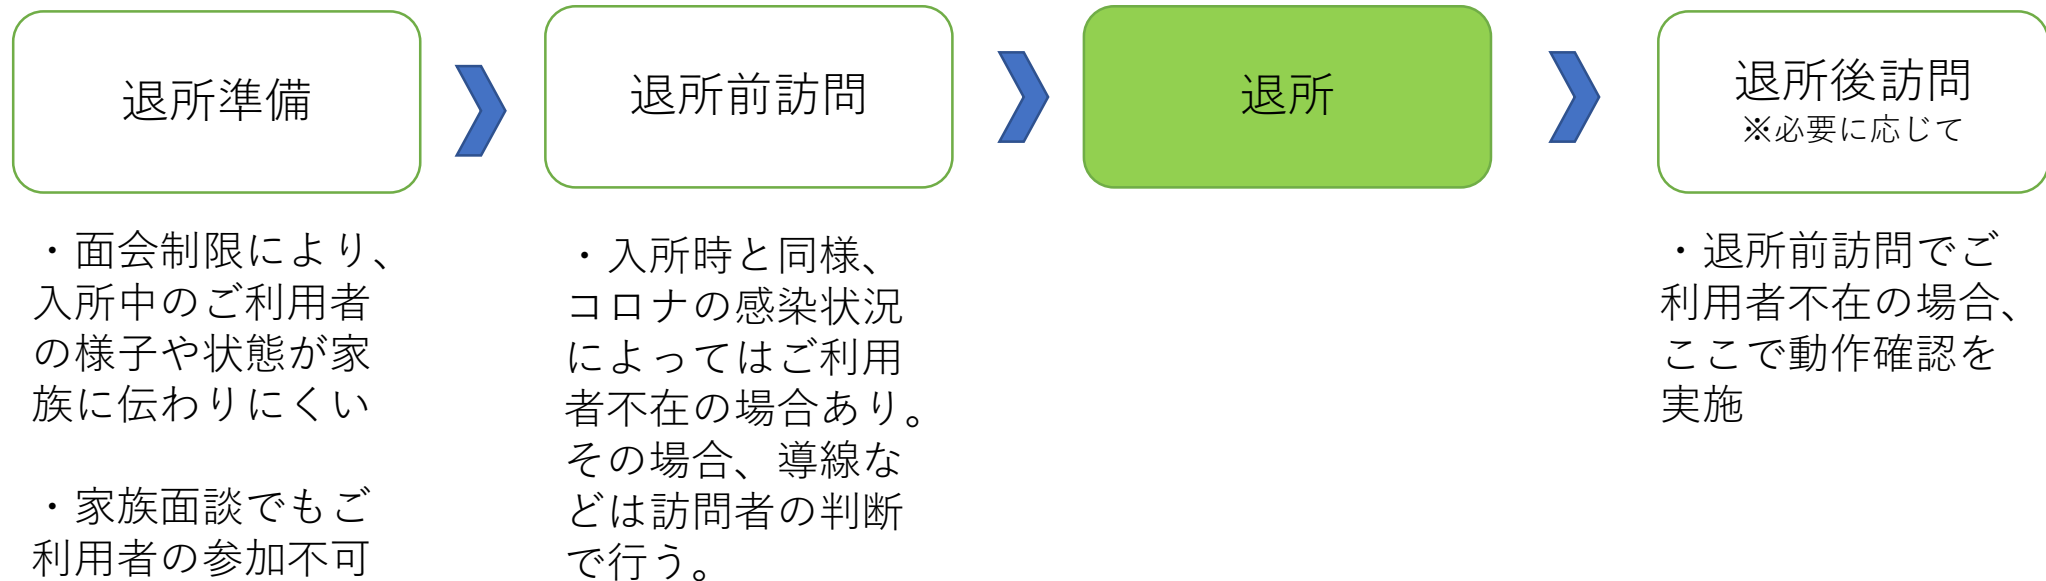 退所準備
退所前訪問
退所
退所後訪問
※必要に応じて
・面会制限により、
入所中のご利用者
の様子や状態が家
族に伝わりにくい
・家族面談でもご
利用者の参加不可
・入所時と同様、
コロナの感染状況
によってはご利用
者不在の場合あり。
その場合、導線な
どは訪問者の判断
で行う。
・退所前訪問でご
利用者不在の場合、
ここで動作確認を
実施